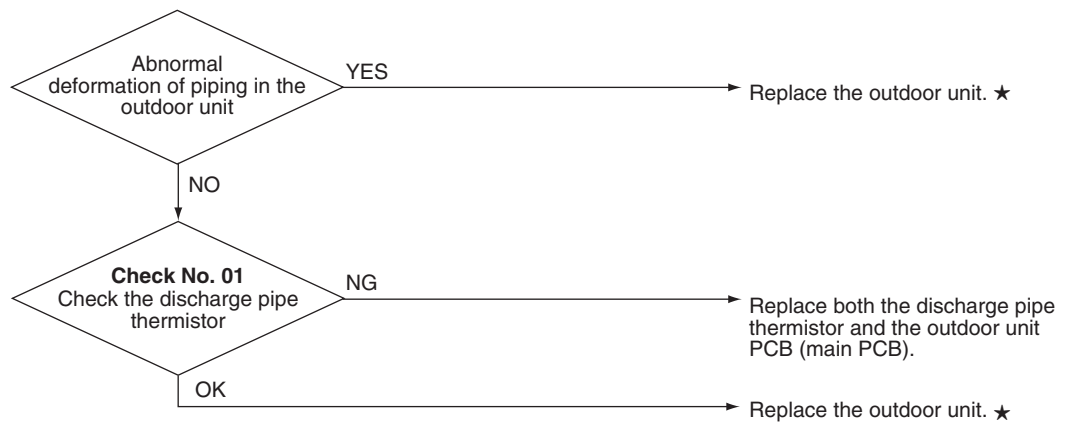 Abnormal
deformation of piping in the
outdoor unit
YES
Replace the outdoor unit. ★
NO
Check No. 01
Check the discharge pipe
thermistor
NG
Replace both the discharge pipe
thermistor and the outdoor unit
PCB (main PCB).
OK
Replace the outdoor unit. ★